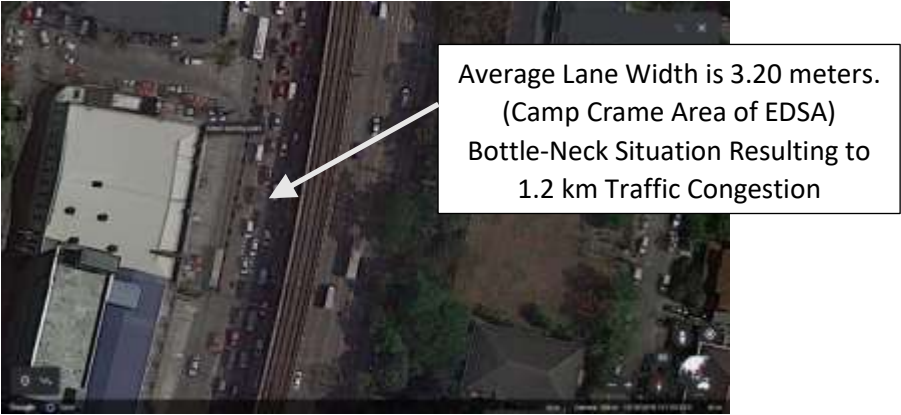 Average Lane Width is 3.20 meters.
(Camp Crame Area of EDSA)
Bottle-Neck Situation Resulting to
1.2 km Traffic Congestion
Google